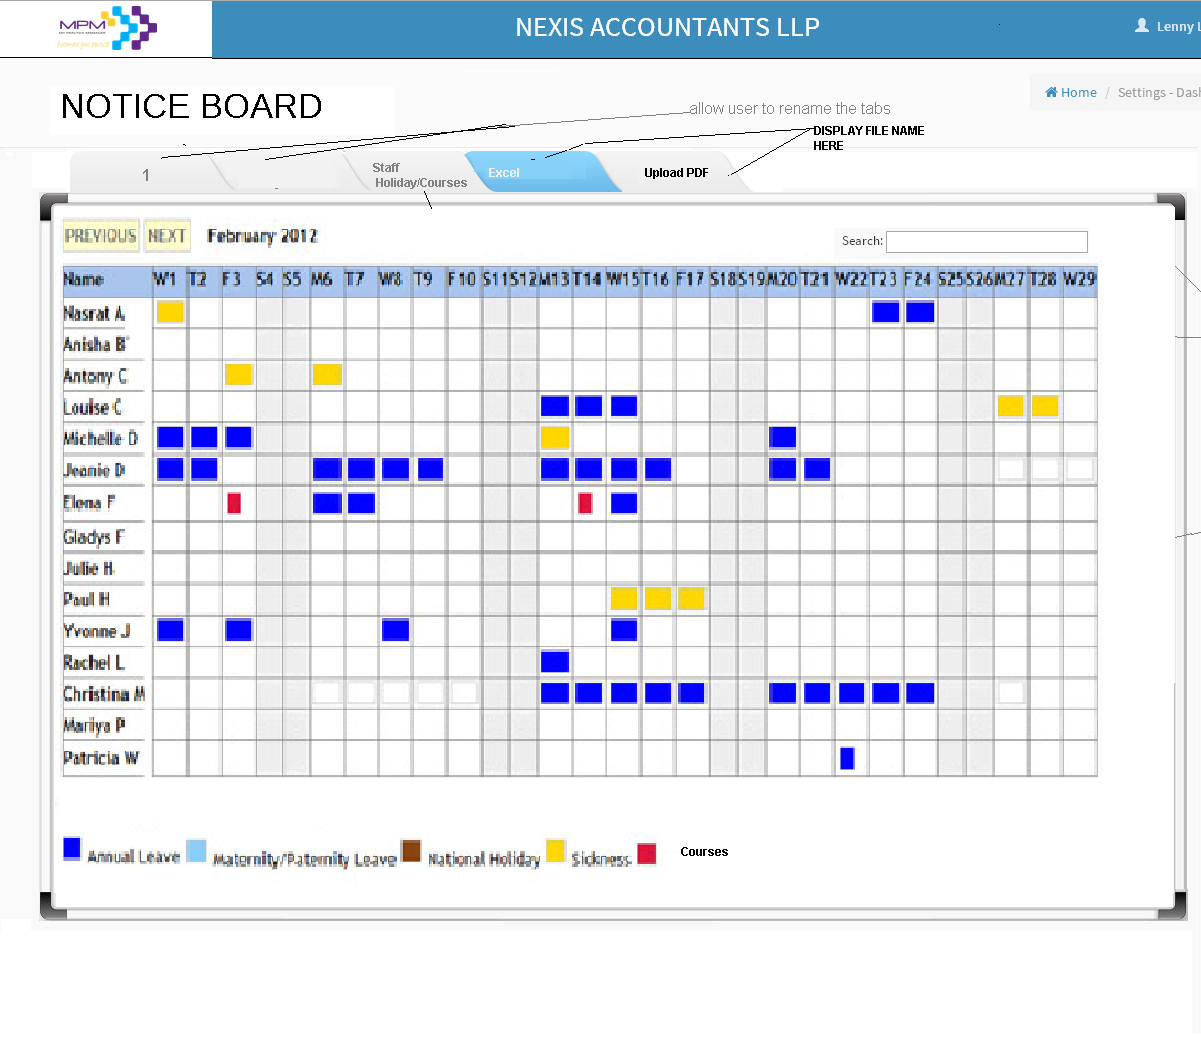 MPM
MY PRACTICE MANAGER
NEXIS ACCOUNTANTS LLP
Lenny L
NOTICE BOARD
Home / Settings - Dash
allow user to rename the tabs
DISPLAY FILE NAME
HERE
1
Staff
Holiday/Courses
Excel
Upload PDF
PREVIOUS NEXT February 2012
Search:
Name W1 T2 F3 S4 S5 M6 T7 W8 T9 F10 S11 S12 M13 T14 W15 T16 F17 S18 S19 M20 T21 W22 T23 F24 S25 S26 M27 T28 W29
Nasrat A
Anisha B
Antony C
Louise C
Michelle D
Jeanie D
Elena F
Gladys F
Julie H
Paul H
Yvonne J
Rachel L
Christina M
Mariya P
Patricia W
Annual Leave Maternity/Paternity Leave National Holiday Sickness Courses